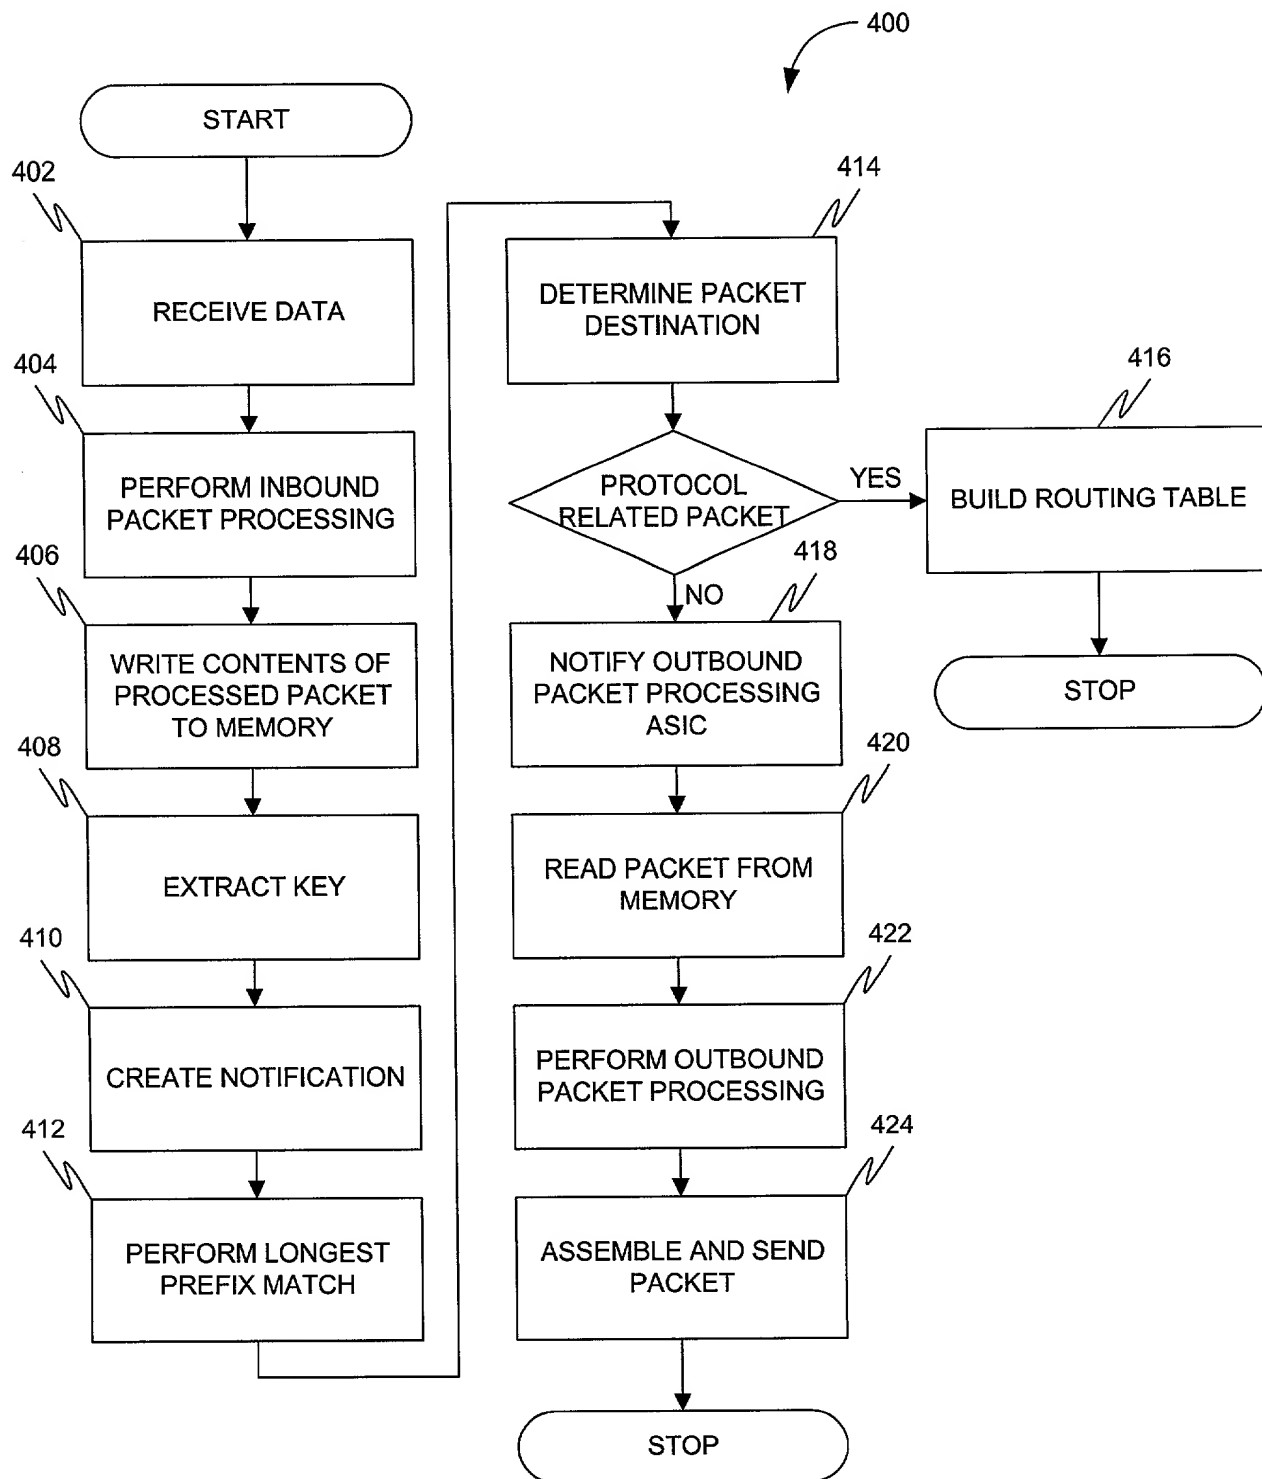 400
START
402
RECEIVE DATA
404
PERFORM INBOUND
PACKET PROCESSING
406
WRITE CONTENTS OF
PROCESSED PACKET
TO MEMORY
408
EXTRACT KEY
410
CREATE NOTIFICATION
412
PERFORM LONGEST
PREFIX MATCH
414
DETERMINE PACKET
DESTINATION
PROTOCOL
RELATED PACKET
YES
416
BUILD ROUTING TABLE
STOP
NO
418
NOTIFY OUTBOUND
PACKET PROCESSING
ASIC
420
READ PACKET FROM
MEMORY
422
PERFORM OUTBOUND
PACKET PROCESSING
424
ASSEMBLE AND SEND
PACKET
STOP